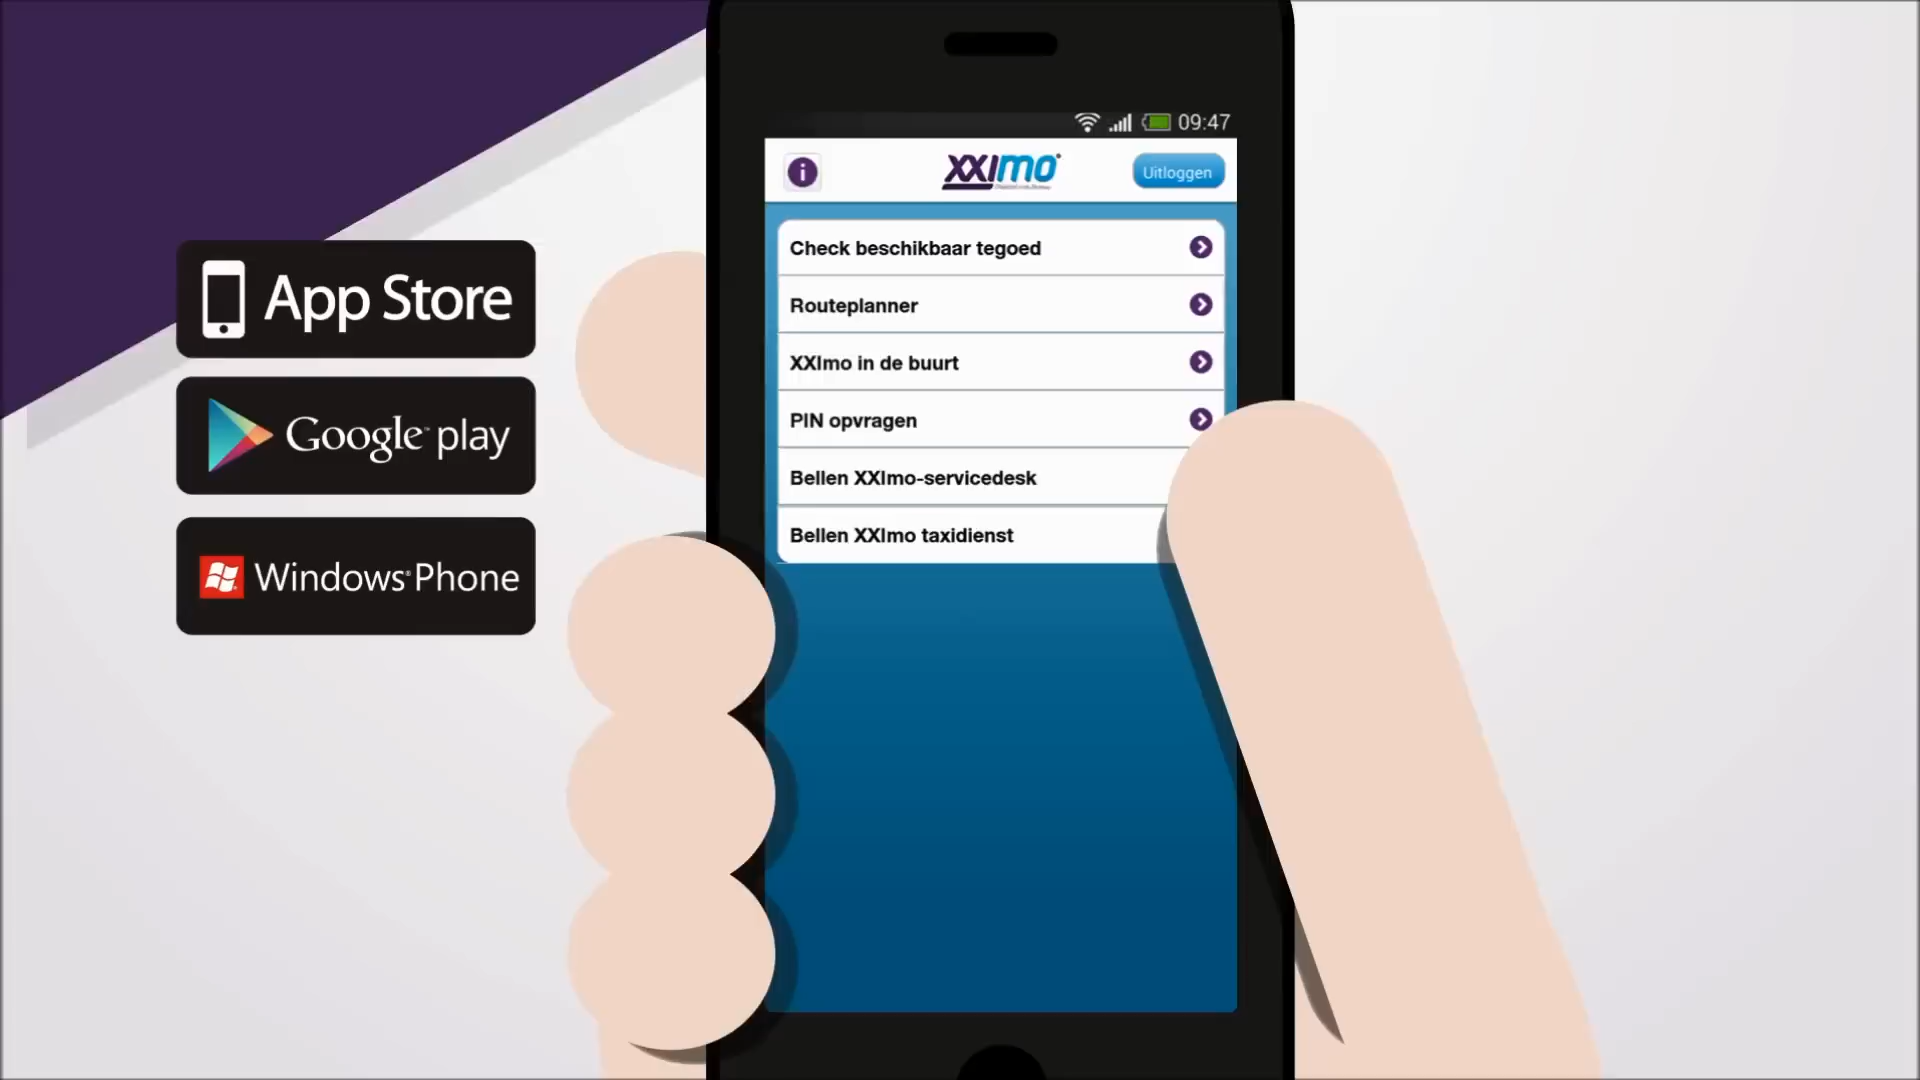 App Store
Google play
Windows Phone
09:47
i
XXImo
Uitloggen
Check beschikbaar tegoed
Routeplanner
XXImo in de buurt
PIN opvragen
Bellen XXImo-servicedesk
Bellen XXImo taxidienst